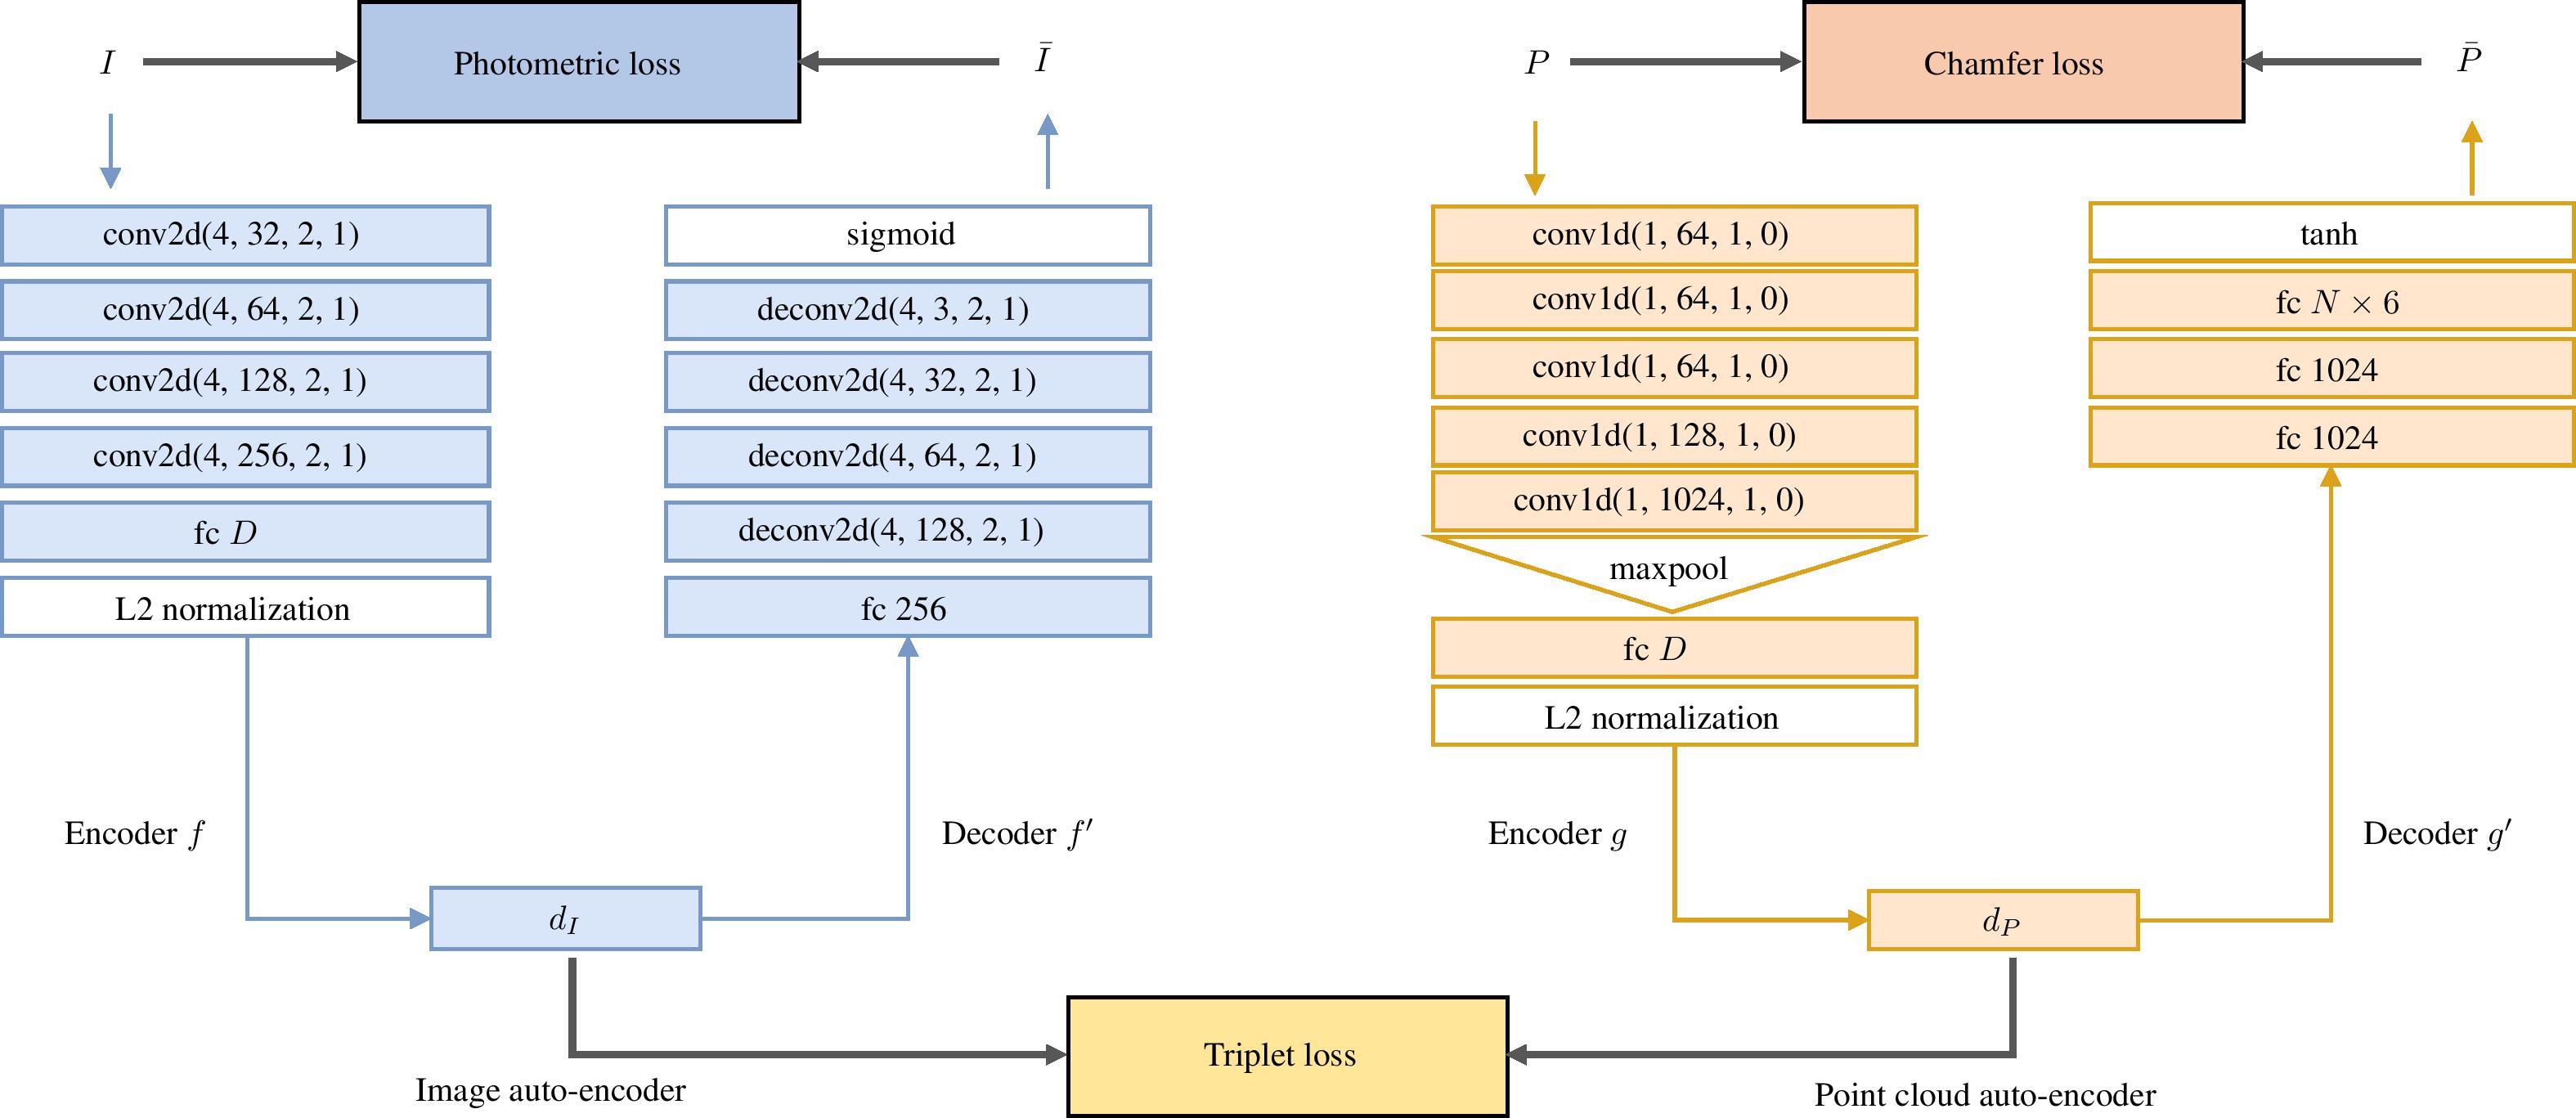 I
Photometric loss
Ī
conv2d(4, 32, 2, 1)
conv2d(4, 64, 2, 1)
conv2d(4, 128, 2, 1)
conv2d(4, 256, 2, 1)
fc D
L2 normalization
Encoder f
sigmoid
deconv2d(4, 3, 2, 1)
deconv2d(4, 32, 2, 1)
deconv2d(4, 64, 2, 1)
deconv2d(4, 128, 2, 1)
fc 256
Decoder f′
d_I
Image auto-encoder
P
Chamfer loss
P̄
conv1d(1, 64, 1, 0)
conv1d(1, 64, 1, 0)
conv1d(1, 64, 1, 0)
conv1d(1, 128, 1, 0)
conv1d(1, 1024, 1, 0)
maxpool
fc D
L2 normalization
Encoder g
tanh
fc N × 6
fc 1024
fc 1024
Decoder g′
d_P
Point cloud auto-encoder
Triplet loss